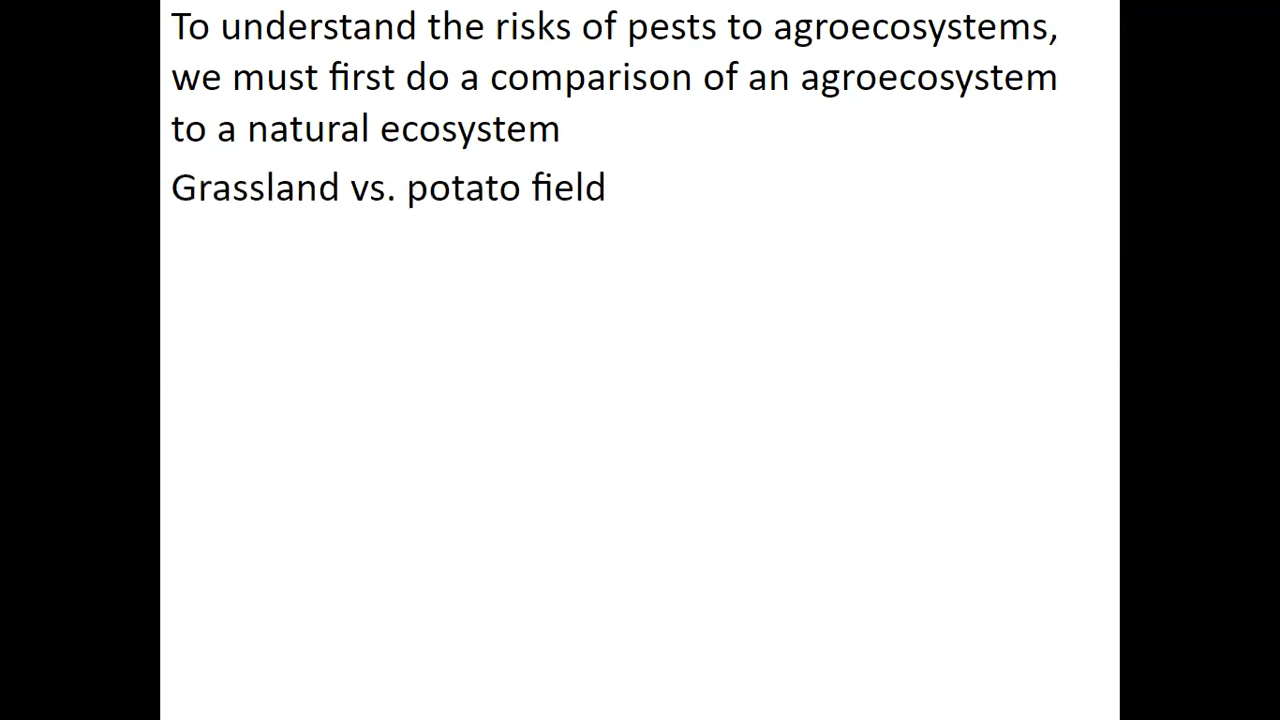 To understand the risks of pests to agroecosystems,
we must first do a comparison of an agroecosystem
to a natural ecosystem
Grassland vs. potato field